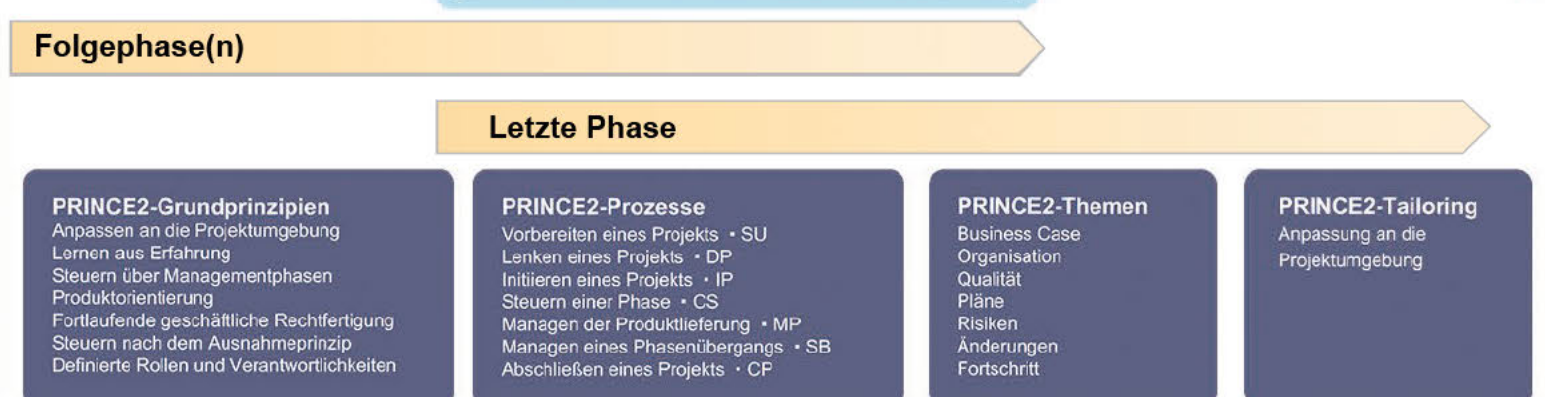 Folgephase(n)
Letzte Phase
PRINCE2-Grundprinzipien
Anpassen an die Projektumgebung
Lernen aus Erfahrung
Steuern über Managementphasen
Produktorientierung
Fortlaufende geschäftliche Rechtfertigung
Steuern nach dem Ausnahmeprinzip
Definierte Rollen und Verantwortlichkeiten
PRINCE2-Prozesse
Vorbereiten eines Projekts • SU
Lenken eines Projekts • DP
Initiieren eines Projekts • IP
Steuern einer Phase • CS
Managen der Produktlieferung • MP
Managen eines Phasenübergangs • SB
Abschließen eines Projekts • CP
PRINCE2-Themen
Business Case
Organisation
Qualität
Pläne
Risiken
Änderungen
Fortschritt
PRINCE2-Tailoring
Anpassung an die
Projektumgebung